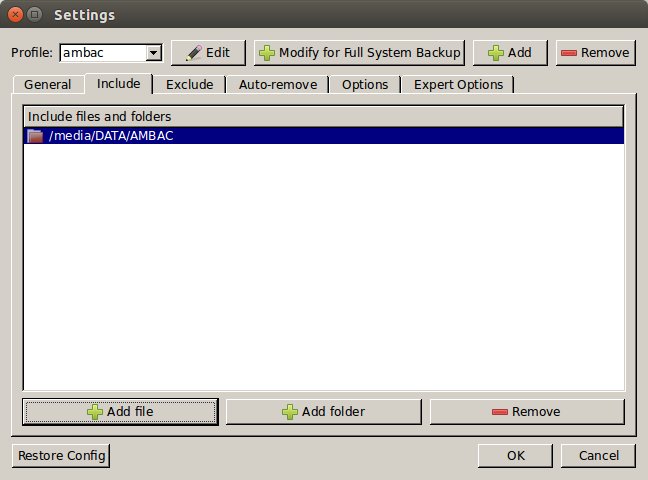 Settings
Profile: ambac Edit Modify for Full System Backup Add Remove
General Include Exclude Auto-remove Options Expert Options
Include files and folders
/media/DATA/AMBAC
Add file Add folder Remove
Restore Config OK Cancel